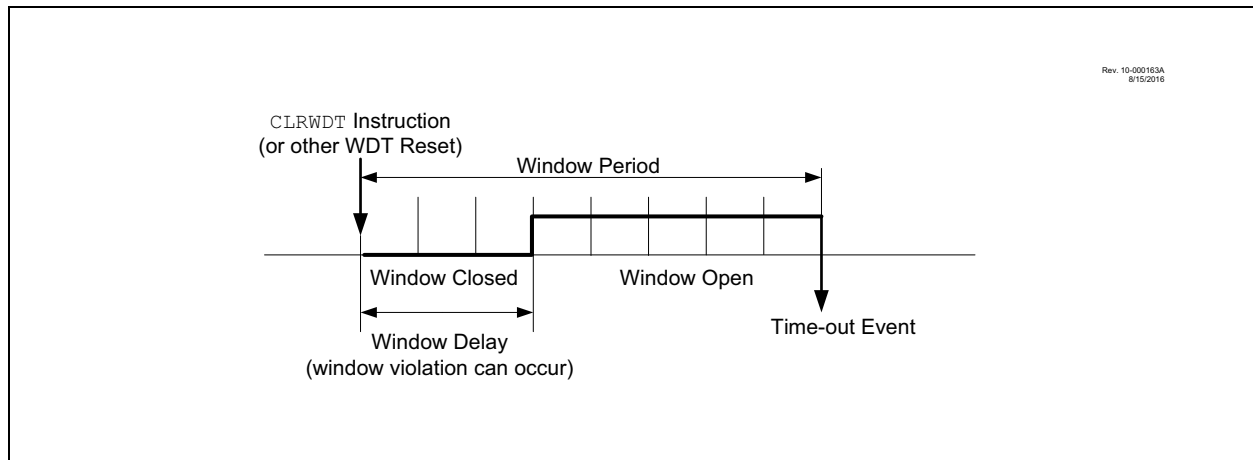 Rev. 10-000163A
8/15/2016
CLRWDT Instruction
(or other WDT Reset)
Window Period
Window Closed
Window Open
Window Delay
(window violation can occur)
Time-out Event